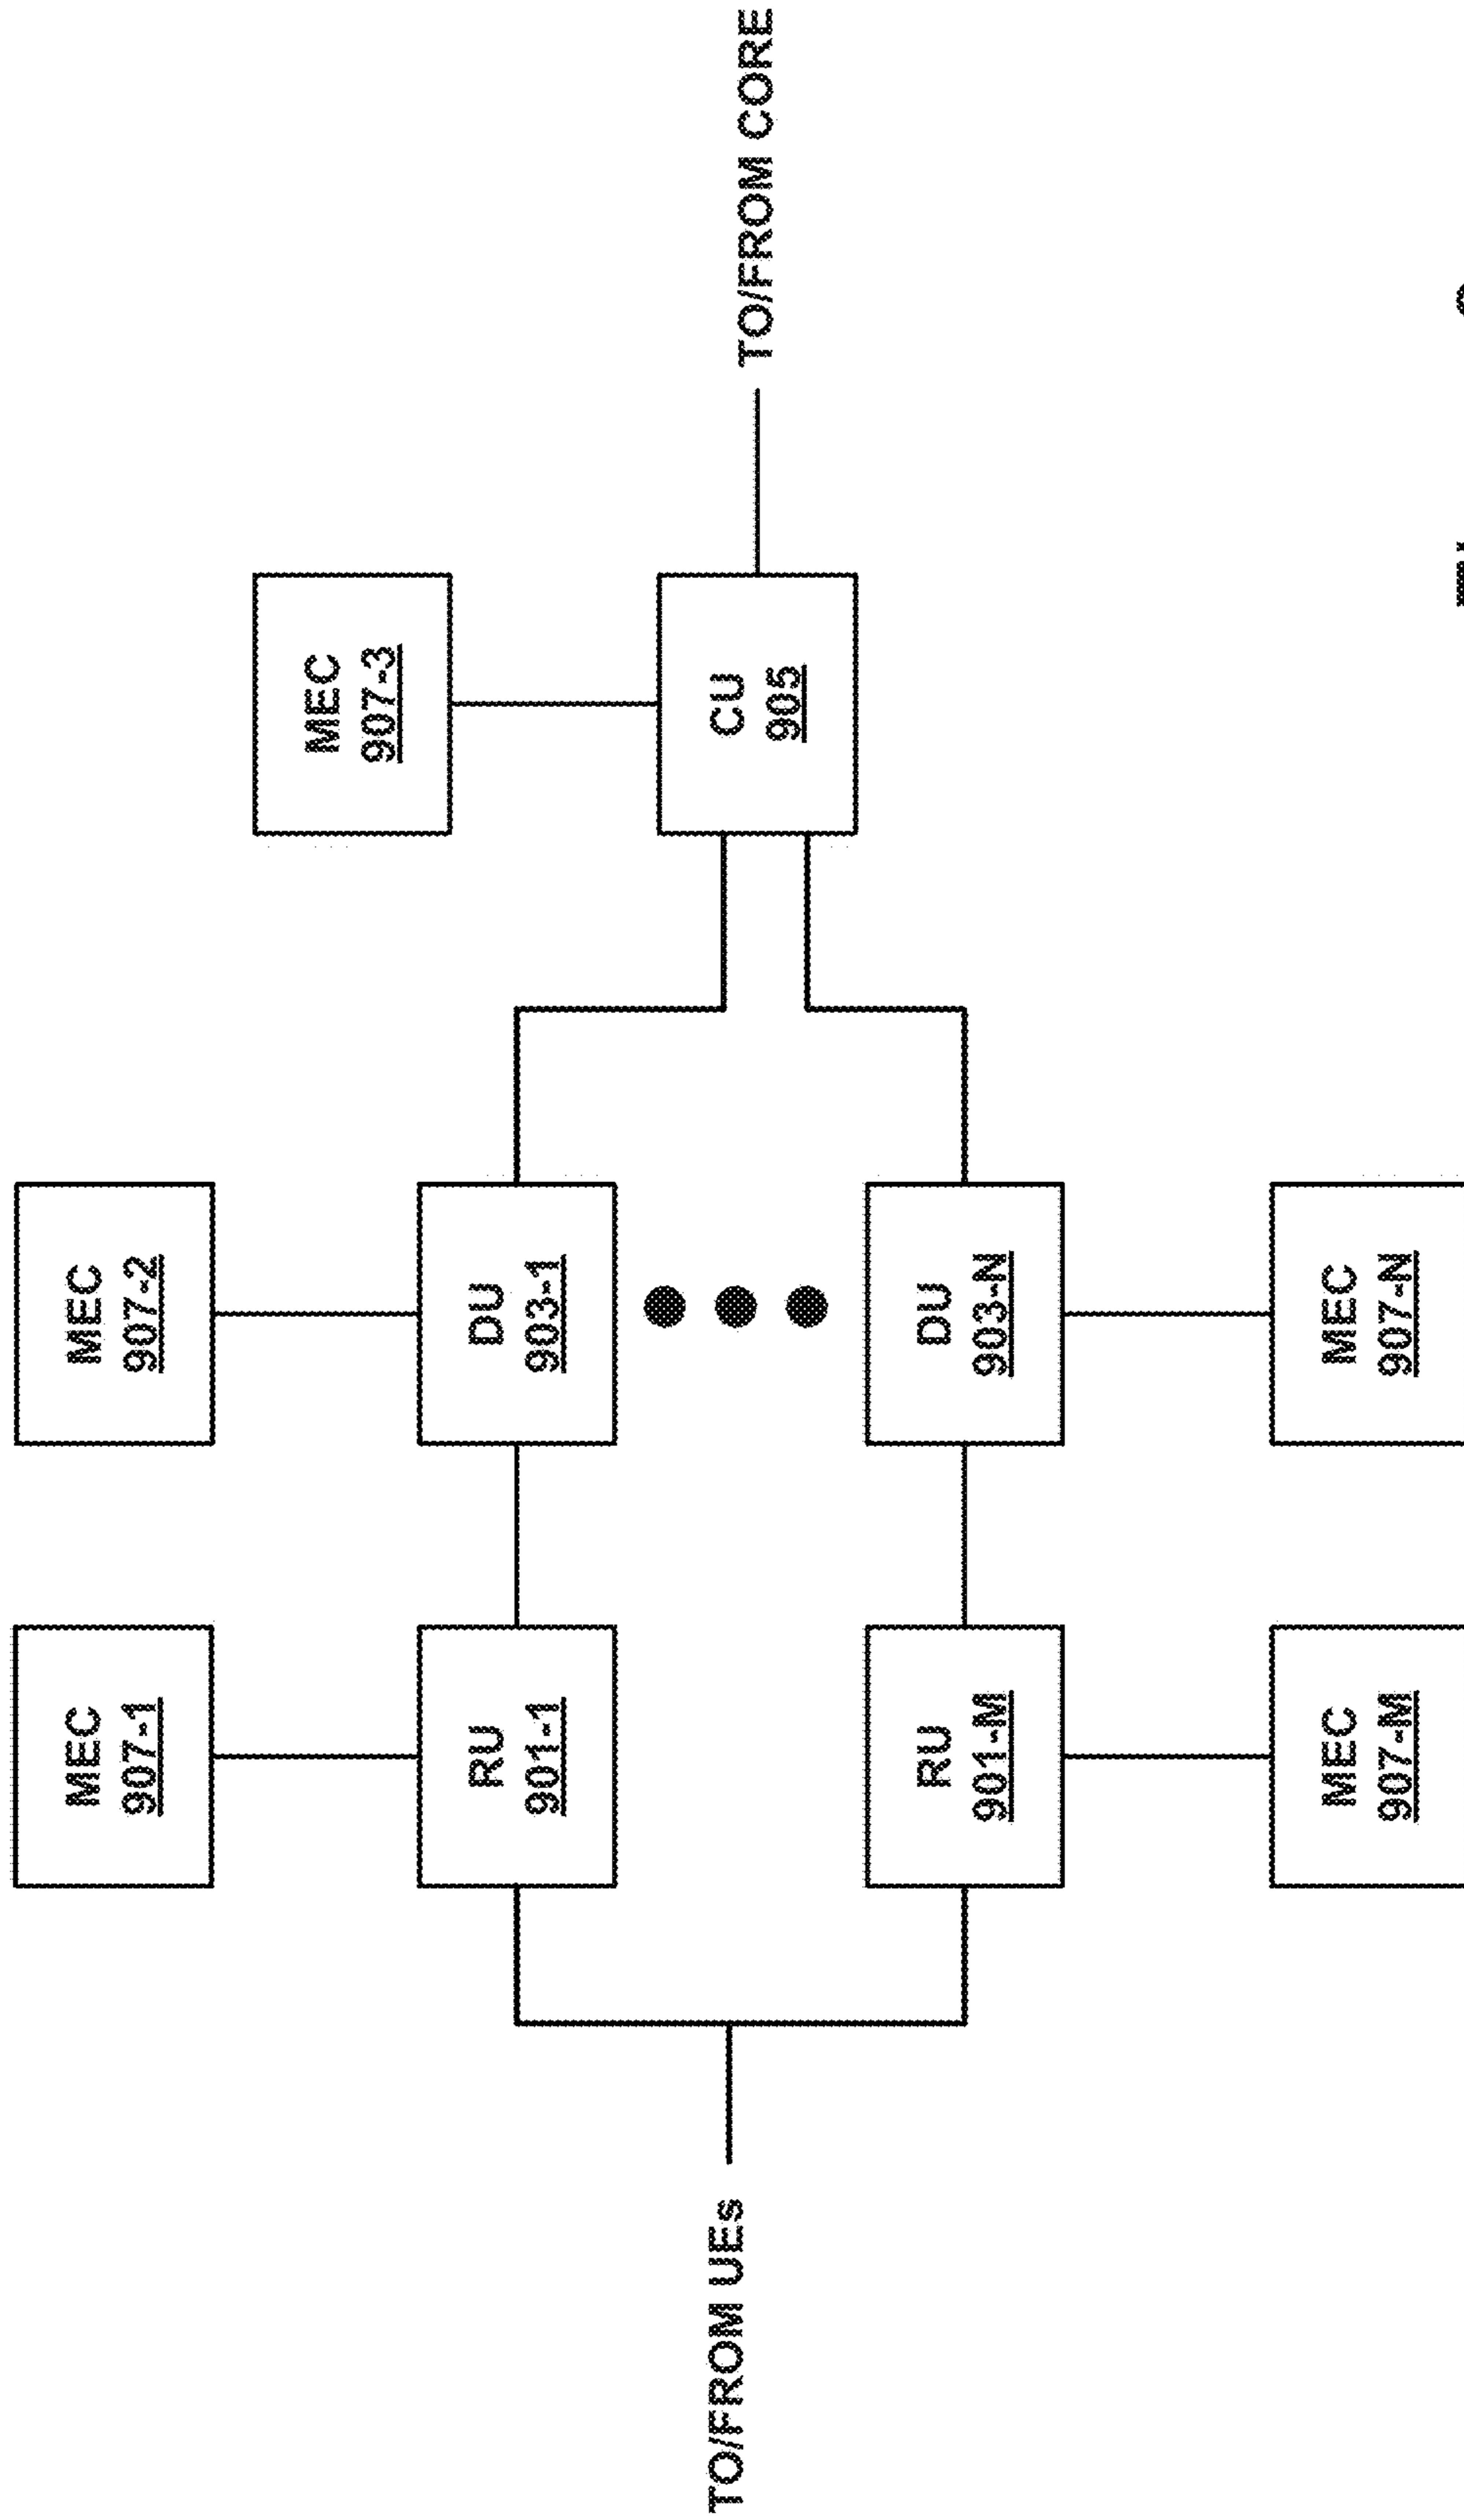 MEC
907-1
MEC
907-2
MEC
907-3
RU
901-1
DU
903-1
CU
905
TO/FROM UEs
TO/FROM CORE
RU
901-M
DU
903-N
MEC
907-M
MEC
907-N